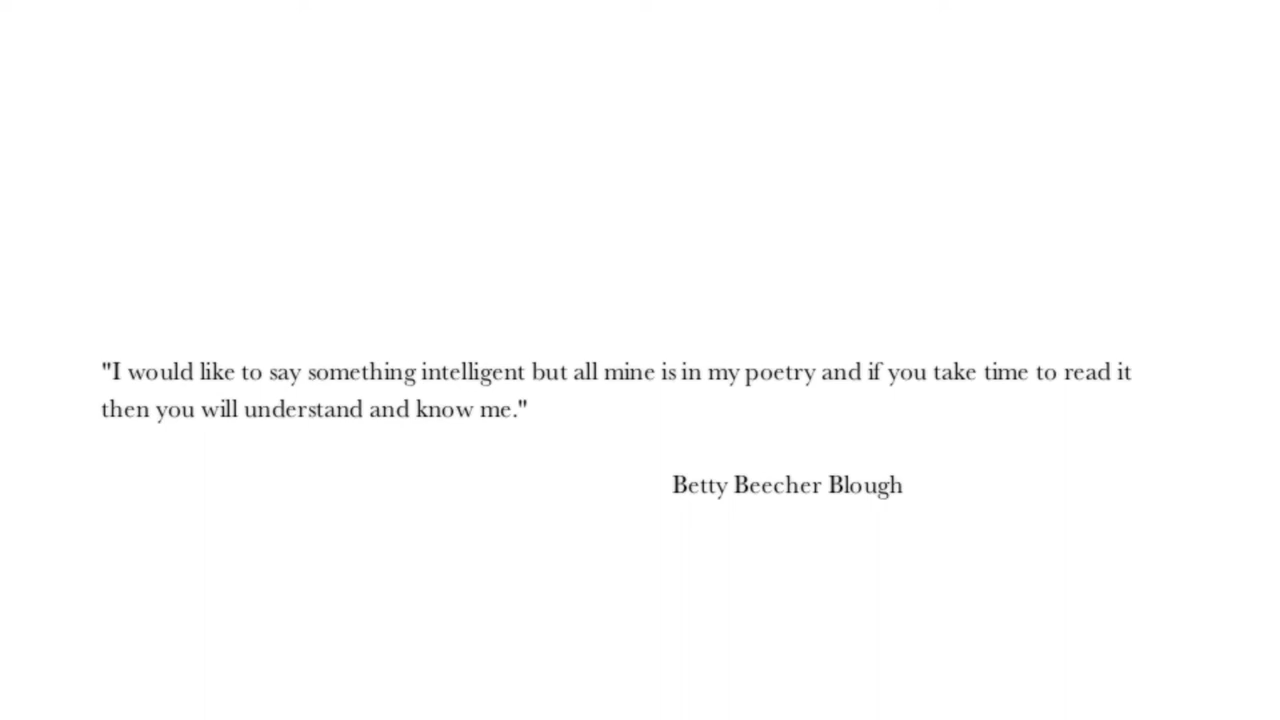 "I would like to say something intelligent but all mine is in my poetry and if you take time to read it
then you will understand and know me."
Betty Beecher Blough